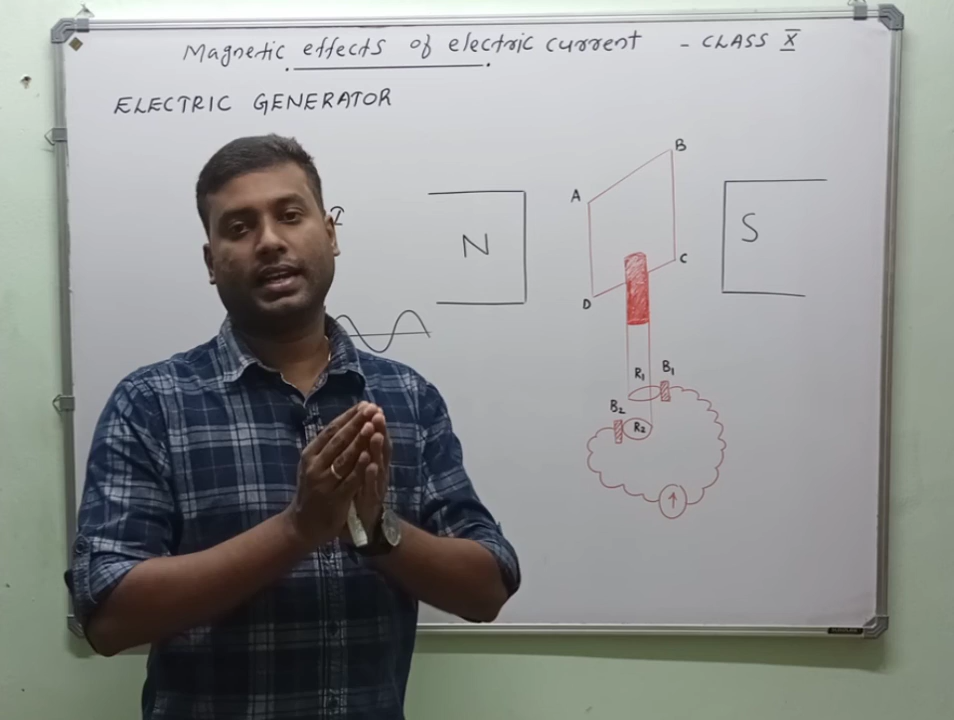 Magnetic effects of electric current - CLASS X
ELECTRIC GENERATOR
B
A
I
N
S
C
D
R₁
B₁
B₂
R₂